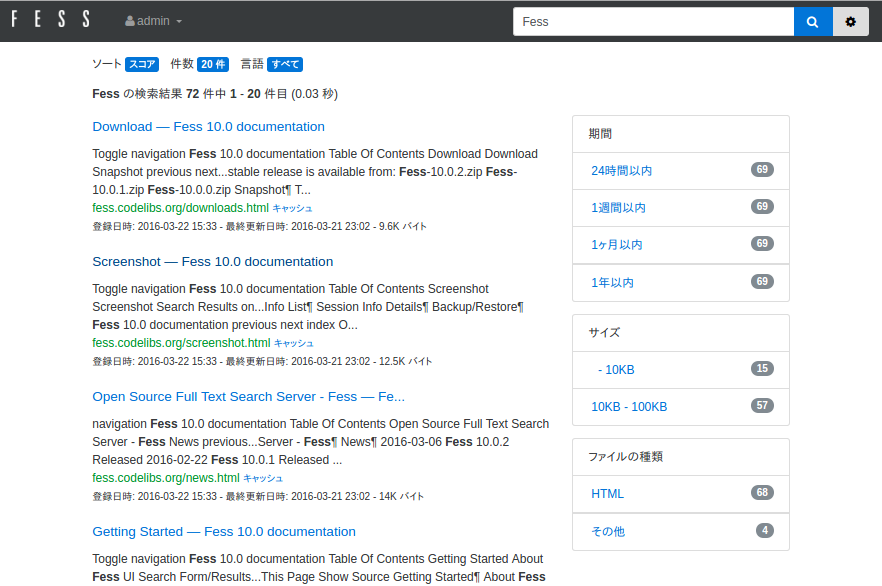 FESS
admin
Fess
ソート スコア 件数 20 件 言語 すべて
Fess の検索結果 72 件中 1 - 20 件目 (0.03 秒)
Download — Fess 10.0 documentation
Toggle navigation Fess 10.0 documentation Table Of Contents Download Download
Snapshot previous next...stable release is available from: Fess-10.0.2.zip Fess-
10.0.1.zip Fess-10.0.0.zip Snapshot¶ T...
fess.codelibs.org/downloads.html キャッシュ
登録日時: 2016-03-22 15:33 - 最終更新日時: 2016-03-21 23:02 - 9.6K バイト
Screenshot — Fess 10.0 documentation
Toggle navigation Fess 10.0 documentation Table Of Contents Screenshot
Screenshot Search Results on...Info List¶ Session Info Details¶ Backup/Restore¶
Fess 10.0 documentation previous next index O...
fess.codelibs.org/screenshot.html キャッシュ
登録日時: 2016-03-22 15:33 - 最終更新日時: 2016-03-21 23:02 - 12.5K バイト
Open Source Full Text Search Server - Fess — Fe...
navigation Fess 10.0 documentation Table Of Contents Open Source Full Text Search
Server - Fess News previous...Server - Fess¶ News¶ 2016-03-06 Fess 10.0.2
Released 2016-02-22 Fess 10.0.1 Released ...
fess.codelibs.org/news.html キャッシュ
登録日時: 2016-03-22 15:33 - 最終更新日時: 2016-03-21 23:02 - 14K バイト
Getting Started — Fess 10.0 documentation
Toggle navigation Fess 10.0 documentation Table Of Contents Getting Started About
Fess UI Search Form/Results...This Page Show Source Getting Started¶ About Fess
期間
24時間以内 69
1週間以内 69
1ヶ月以内 69
1年以内 69
サイズ
- 10KB 15
10KB - 100KB 57
ファイルの種類
HTML 68
その他 4